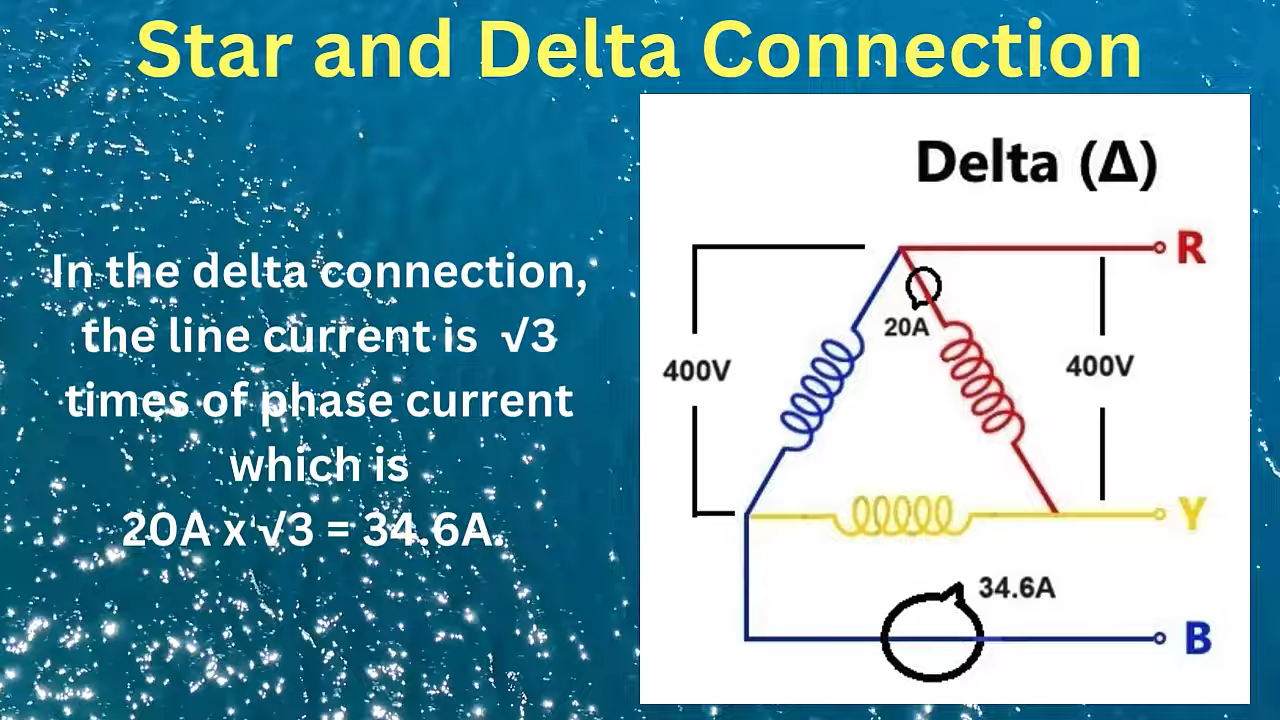 Star and Delta Connection
In the delta connection,
the line current is √3
times of phase current
which is
20A x √3 = 34.6A.
Delta (Δ)
R
20A
400V
400V
Y
34.6A
B